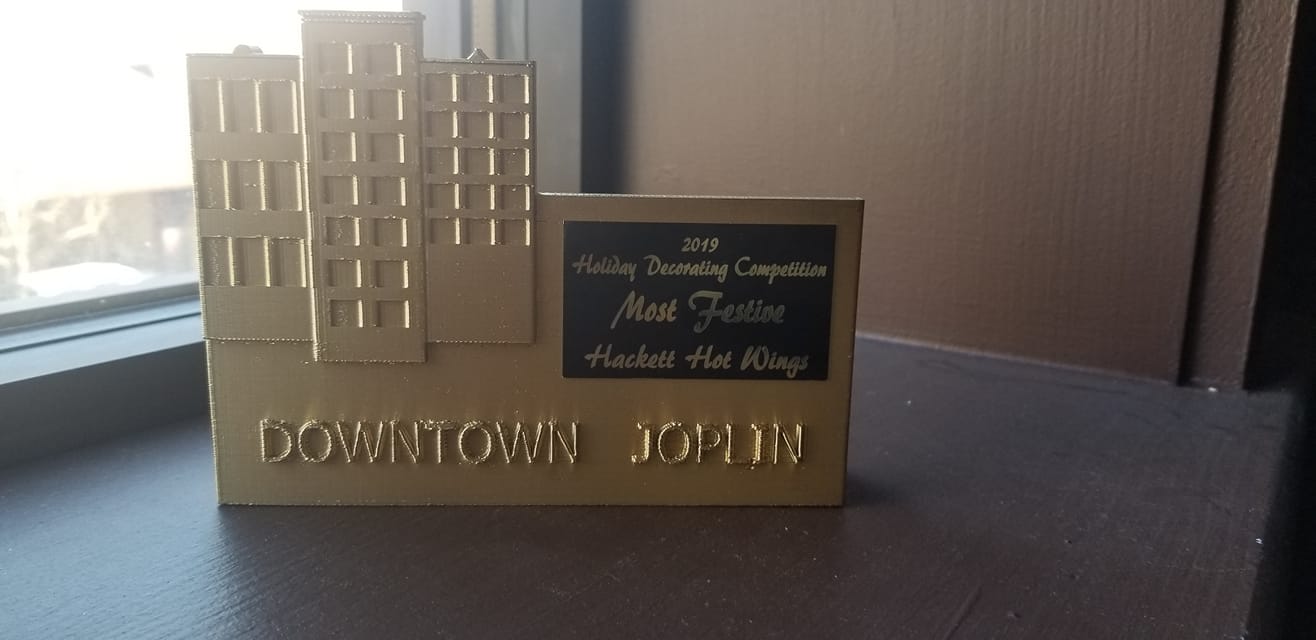 2019
Holiday Decorating Competition
Most Festive
Hackett Hot Wings
DOWNTOWN JOPLIN